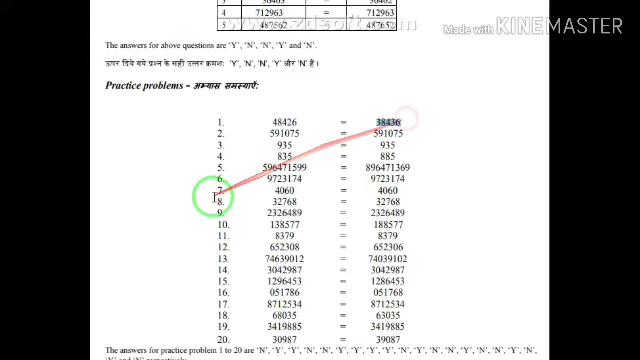 Made with KINEMASTER
4 712963 = 712963
5 487562 = 487652
The answers for above questions are 'Y', 'N', 'N', 'Y' and 'N'.
ऊपर दिये गये प्रश्न के सही उत्तर क्रमशः 'Y', 'N', 'N', 'Y' और 'N' हैं।
Practice problems - अभ्यास समस्याएँ:
1. 48426 = 38436
2. 591075 = 591075
3. 935 = 935
4. 835 = 885
5. 596471599 = 896471369
6. 9723174 = 9723174
7. 4060 = 4060
8. 32768 = 32768
9. 2326489 = 2326489
10. 138577 = 188577
11. 8379 = 8379
12. 652308 = 652306
13. 74639012 = 74039102
14. 3042987 = 3042987
15. 1296453 = 1286453
16. 051786 = 051768
17. 8712534 = 8712534
18. 68035 = 63035
19. 3419885 = 3419885
20. 30987 = 39087
The answers for practice problem 1 to 20 are 'N', 'Y', 'Y', 'N', 'N', 'Y', 'Y', 'Y', 'Y', 'N', 'Y', 'N', 'N', 'Y', 'N', 'N', 'Y', 'N',